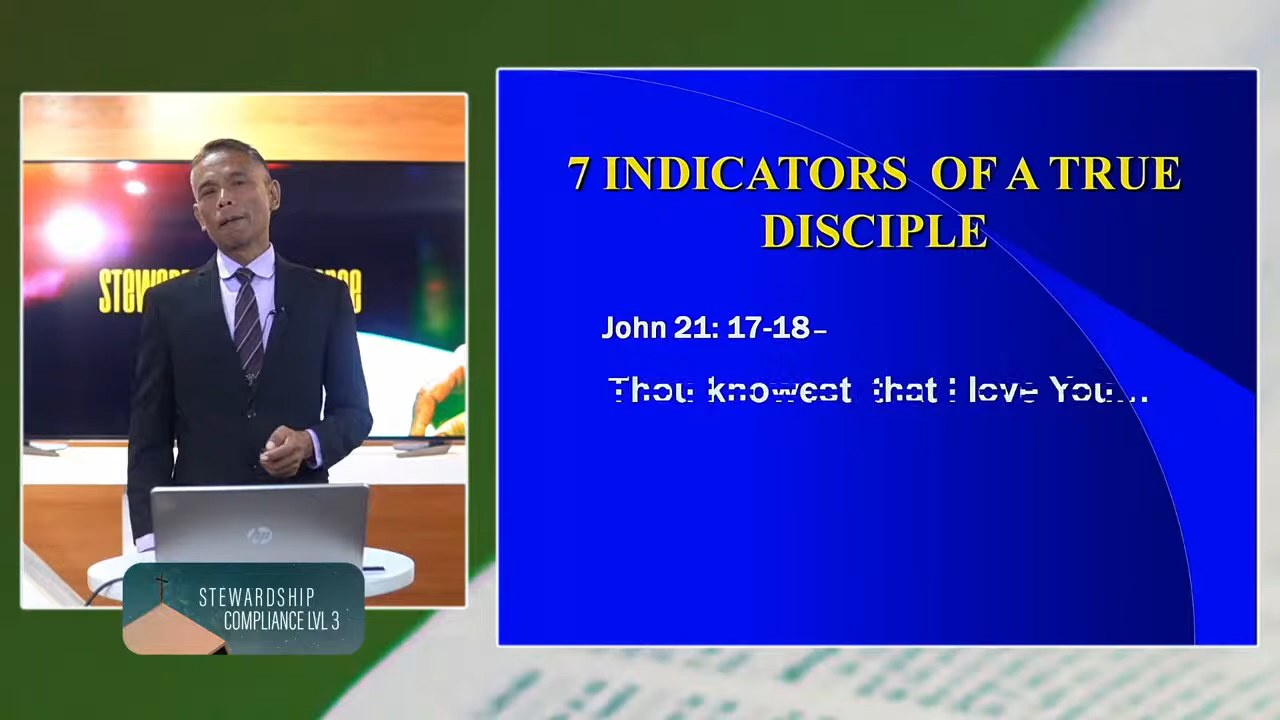 7 INDICATORS OF A TRUE
DISCIPLE
John 21: 17-18–
Thou knowest that I love You...
hp
STEWARDSHIP
COMPLIANCE LVL 3